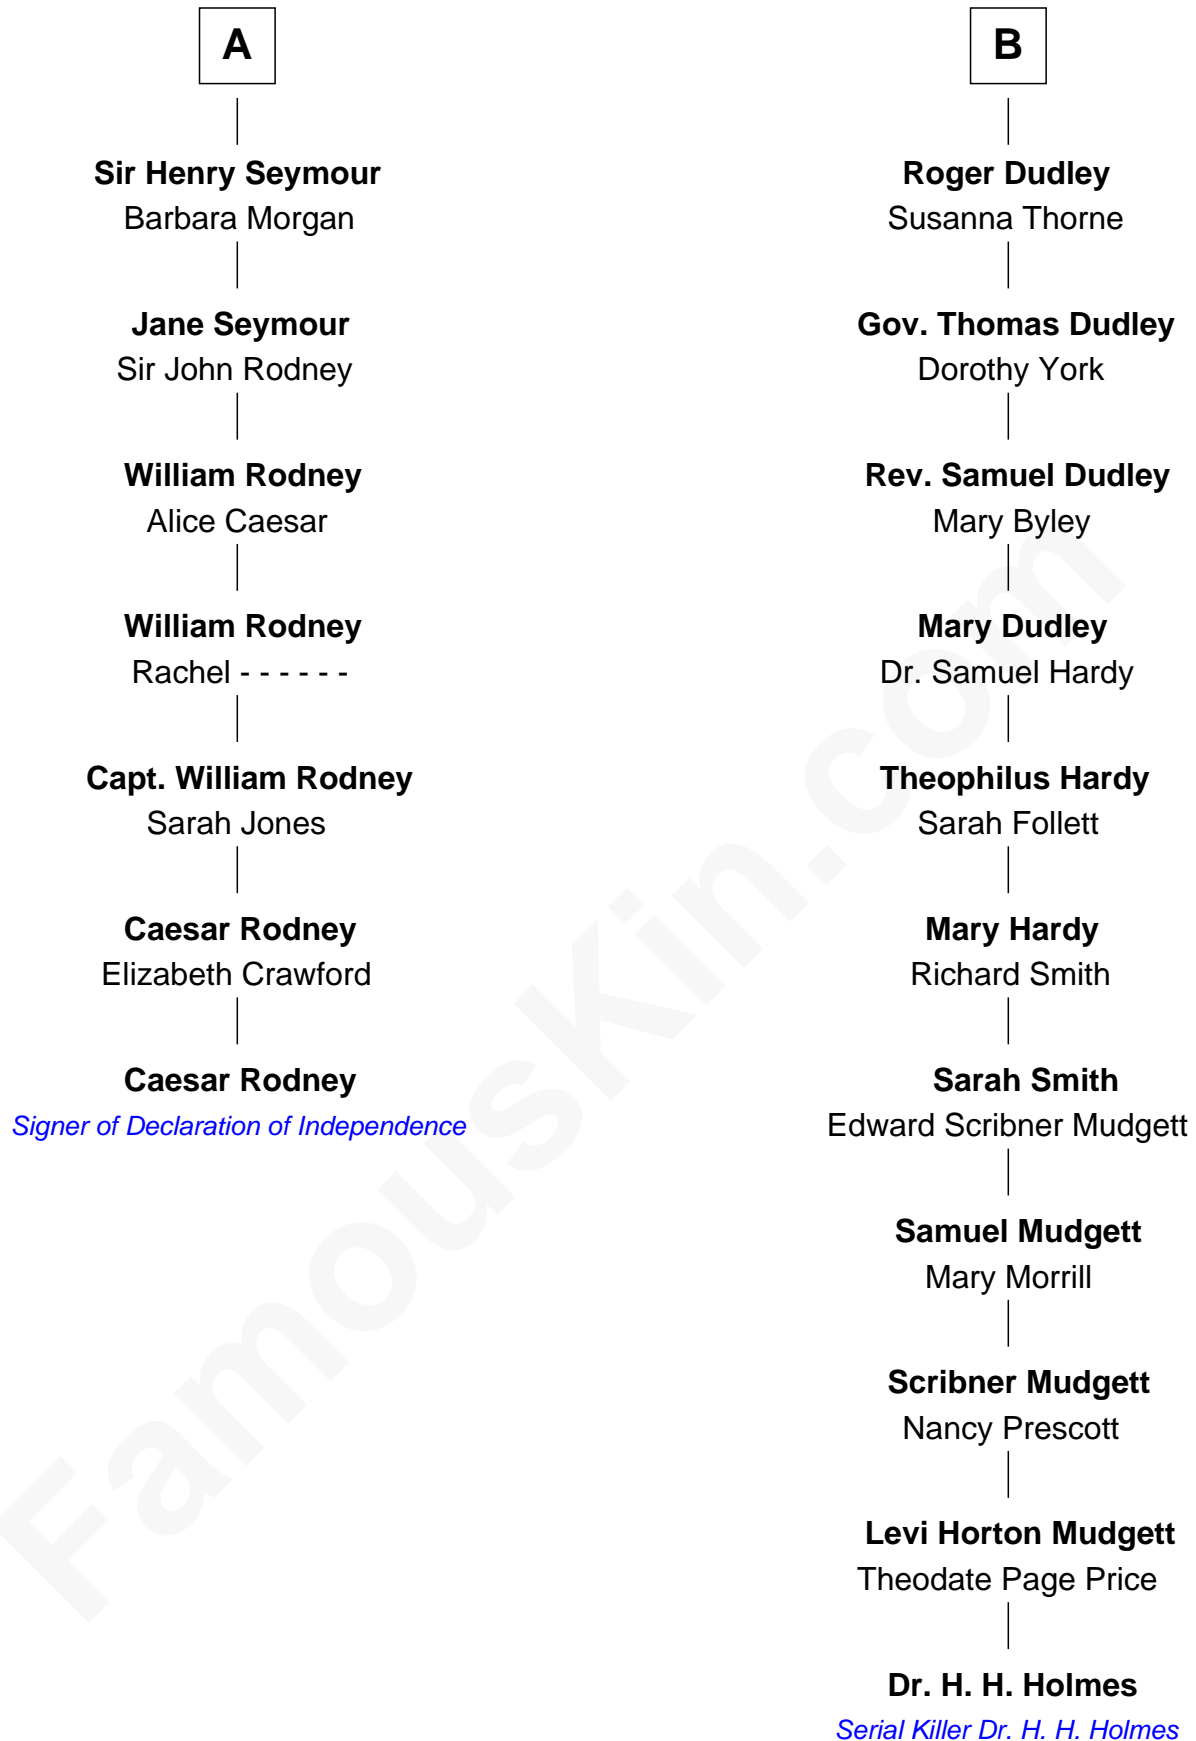 A
Sir Henry Seymour
Barbara Morgan
Jane Seymour
Sir John Rodney
William Rodney
Alice Caesar
William Rodney
Rachel - - - - - -
Capt. William Rodney
Sarah Jones
Caesar Rodney
Elizabeth Crawford
Caesar Rodney
Signer of Declaration of Independence
B
Roger Dudley
Susanna Thorne
Gov. Thomas Dudley
Dorothy York
Rev. Samuel Dudley
Mary Byley
Mary Dudley
Dr. Samuel Hardy
Theophilus Hardy
Sarah Follett
Mary Hardy
Richard Smith
Sarah Smith
Edward Scribner Mudgett
Samuel Mudgett
Mary Morrill
Scribner Mudgett
Nancy Prescott
Levi Horton Mudgett
Theodate Page Price
Dr. H. H. Holmes
Serial Killer Dr. H. H. Holmes
FamousKin.com